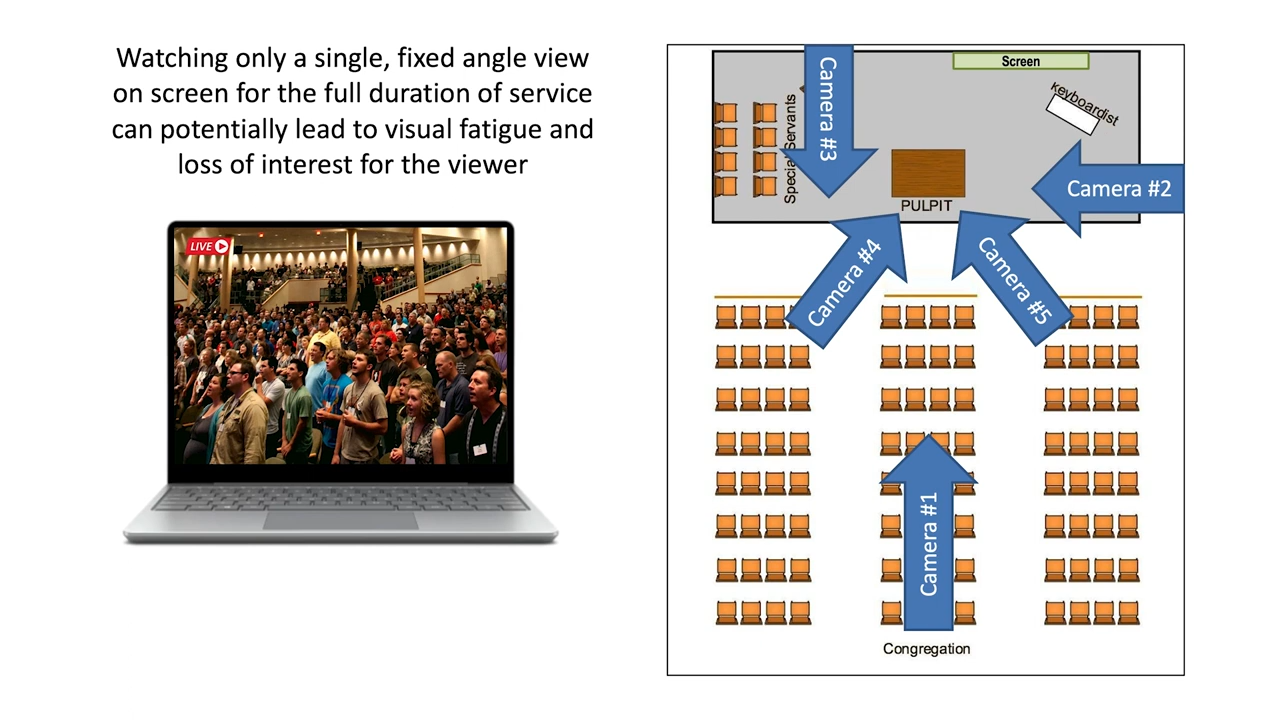 Watching only a single, fixed angle view
on screen for the full duration of service
can potentially lead to visual fatigue and
loss of interest for the viewer
LIVE
Screen
keyboardist
Special Servants
Camera #3
Camera #2
PULPIT
Camera #4
Camera #5
Camera #1
Congregation